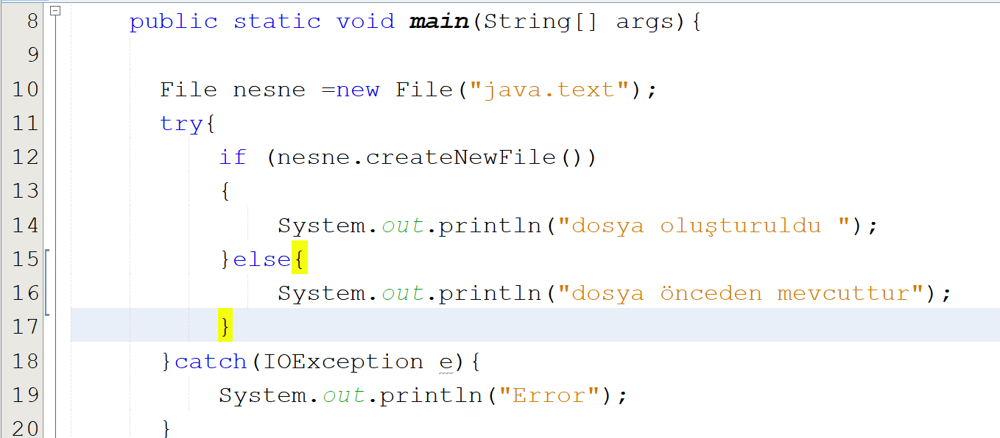 8 public static void main(String[] args){
9
10 File nesne =new File("java.text");
11 try{
12 if (nesne.createNewFile())
13 {
14 System.out.println("dosya oluşturuldu ");
15 }else{
16 System.out.println("dosya önceden mevcuttur");
17 }
18 }catch(IOException e){
19 System.out.println("Error");
20 }